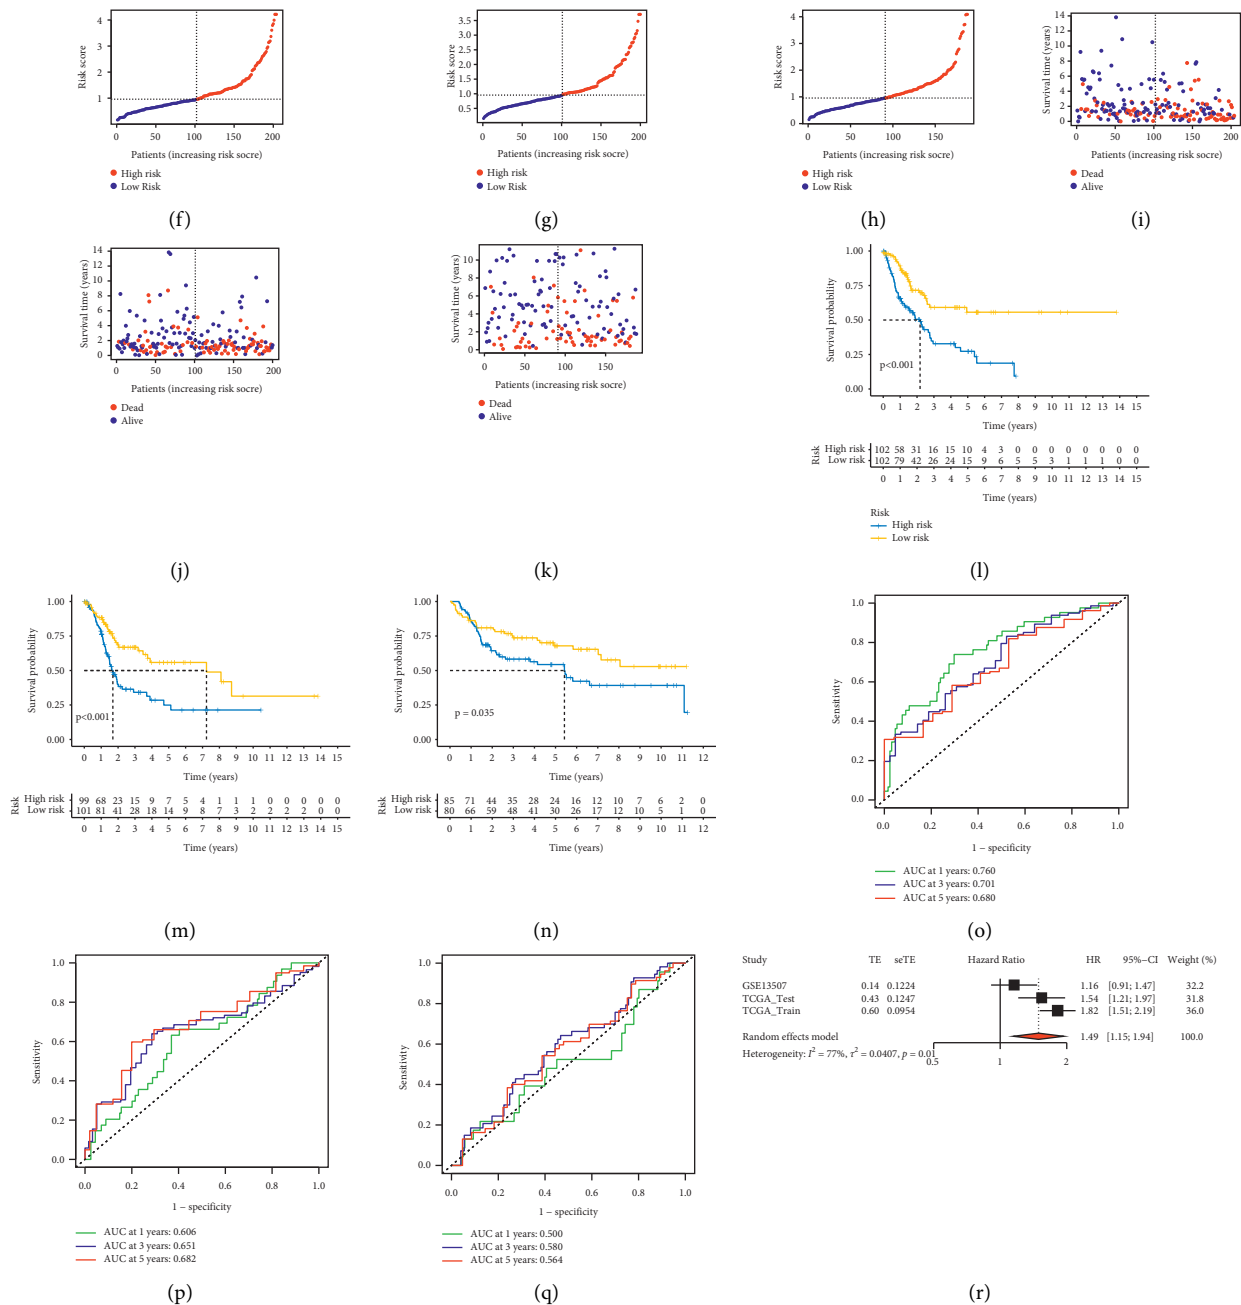 Risk score
4
3
2
1
0 50 100 150 200
Patients (increasing risk socre)
High risk
Low Risk
(f)
Risk score
3.5
3.0
2.5
2.0
1.5
1.0
0.5
0 50 100 150 200
Patients (increasing risk socre)
High risk
Low Risk
(g)
Risk score
4
3
2
1
0
0 50 100 150
Patients (increasing risk socre)
High risk
Low Risk
(h)
Survival time (years)
14
12
10
8
6
4
2
0
0 50 100 150 200
Patients (increasing risk socre)
Dead
Alive
(i)
Survival time (years)
14
10
8
6
4
2
0
0 50 100 150 200
Patients (increasing risk socre)
Dead
Alive
(j)
Survival time (years)
10
8
6
4
2
0
0 50 100 150
Patients (increasing risk socre)
Dead
Alive
(k)
Survival probability
1.00
0.75
0.50
0.25
0.00
p<0.001
0 1 2 3 4 5 6 7 8 9 10 11 12 13 14 15
Time (years)
Risk
High risk 102 58 31 16 15 10 4 3 0 0 0 0 0 0 0 0
Low risk 102 79 42 26 24 15 9 6 5 5 3 1 1 1 0 0
0 1 2 3 4 5 6 7 8 9 10 11 12 13 14 15
Time (years)
Risk
High risk
Low risk
(l)
Survival probability
1.00
0.75
0.50
0.25
0.00
p<0.001
0 1 2 3 4 5 6 7 8 9 10 11 12 13 14 15
Time (years)
Risk
High risk 99 68 23 15 9 7 5 4 1 1 1 0 0 0 0 0
Low risk 101 81 41 28 18 14 9 8 7 3 2 2 2 2 0 0
0 1 2 3 4 5 6 7 8 9 10 11 12 13 14 15
Time (years)
(m)
Survival probability
1.00
0.75
0.50
0.25
0.00
p = 0.035
0 1 2 3 4 5 6 7 8 9 10 11 12
Time (years)
Risk
High risk 85 71 44 35 28 24 16 12 10 7 6 2 0
Low risk 80 66 59 48 41 30 26 17 12 10 5 1 0
0 1 2 3 4 5 6 7 8 9 10 11 12
Time (years)
(n)
Sensitivity
1.0
0.8
0.6
0.4
0.2
0.0
0.0 0.2 0.4 0.6 0.8 1.0
1 − specificity
AUC at 1 years: 0.760
AUC at 3 years: 0.701
AUC at 5 years: 0.680
(o)
Sensitivity
1.0
0.8
0.6
0.4
0.2
0.0
0.0 0.2 0.4 0.6 0.8 1.0
1 − specificity
AUC at 1 years: 0.606
AUC at 3 years: 0.651
AUC at 5 years: 0.682
(p)
Sensitivity
1.0
0.8
0.6
0.4
0.2
0.0
0.0 0.2 0.4 0.6 0.8 1.0
1 − specificity
AUC at 1 years: 0.500
AUC at 3 years: 0.580
AUC at 5 years: 0.564
(q)
Study TE seTE Hazard Ratio HR 95%−CI Weight (%)
GSE13507 0.14 0.1224 1.16 [0.91; 1.47] 32.2
TCGA_Test 0.43 0.1247 1.54 [1.21; 1.97] 31.8
TCGA_Train 0.60 0.0954 1.82 [1.51; 2.19] 36.0
Random effects model 1.49 [1.15; 1.94] 100.0
Heterogeneity: I² = 77%, τ² = 0.0407, p = 0.01
0.5 1 2
(r)